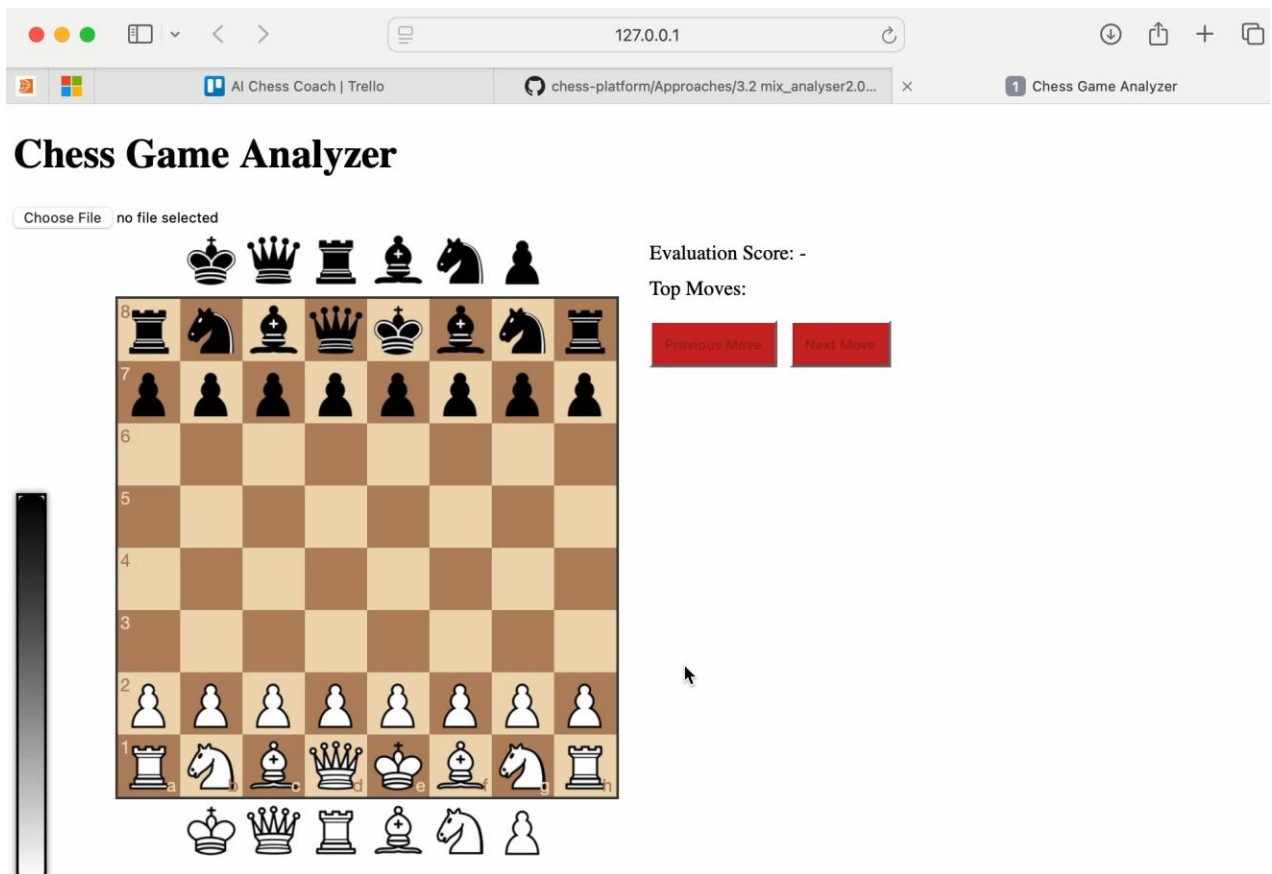 127.0.0.1
AI Chess Coach | Trello
chess-platform/Approaches/3.2 mix_analyser2.0...
1 Chess Game Analyzer
Chess Game Analyzer
Choose File no file selected
Evaluation Score: -
Top Moves:
Previous Move Next Move
8
7
6
5
4
3
2
1
a b c d e f g h